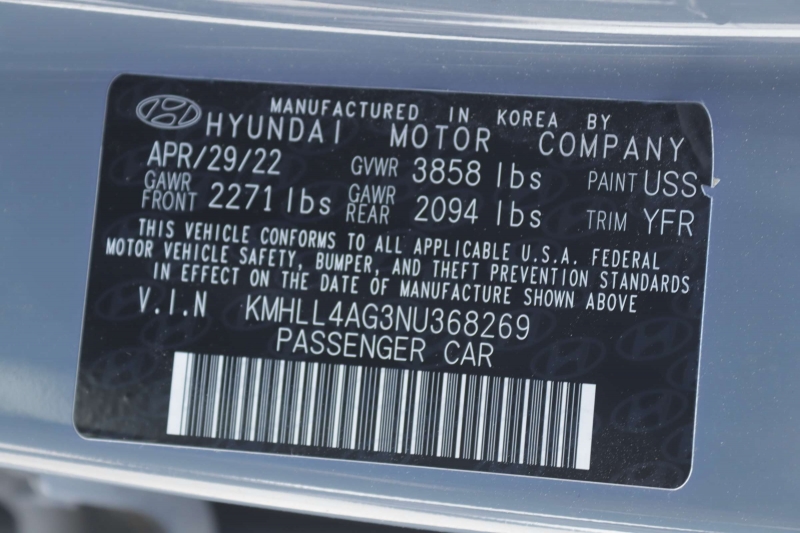 MANUFACTURED IN KOREA BY
HYUNDAI MOTOR COMPANY
APR/29/22 GVWR 3858 lbs PAINT USS
GAWR FRONT 2271 lbs GAWR REAR 2094 lbs TRIM YFR
THIS VEHICLE CONFORMS TO ALL APPLICABLE U.S.A. FEDERAL
MOTOR VEHICLE SAFETY, BUMPER, AND THEFT PREVENTION STANDARDS
IN EFFECT ON THE DATE OF MANUFACTURE SHOWN ABOVE
V.I.N KMHLL4AG3NU368269
PASSENGER CAR